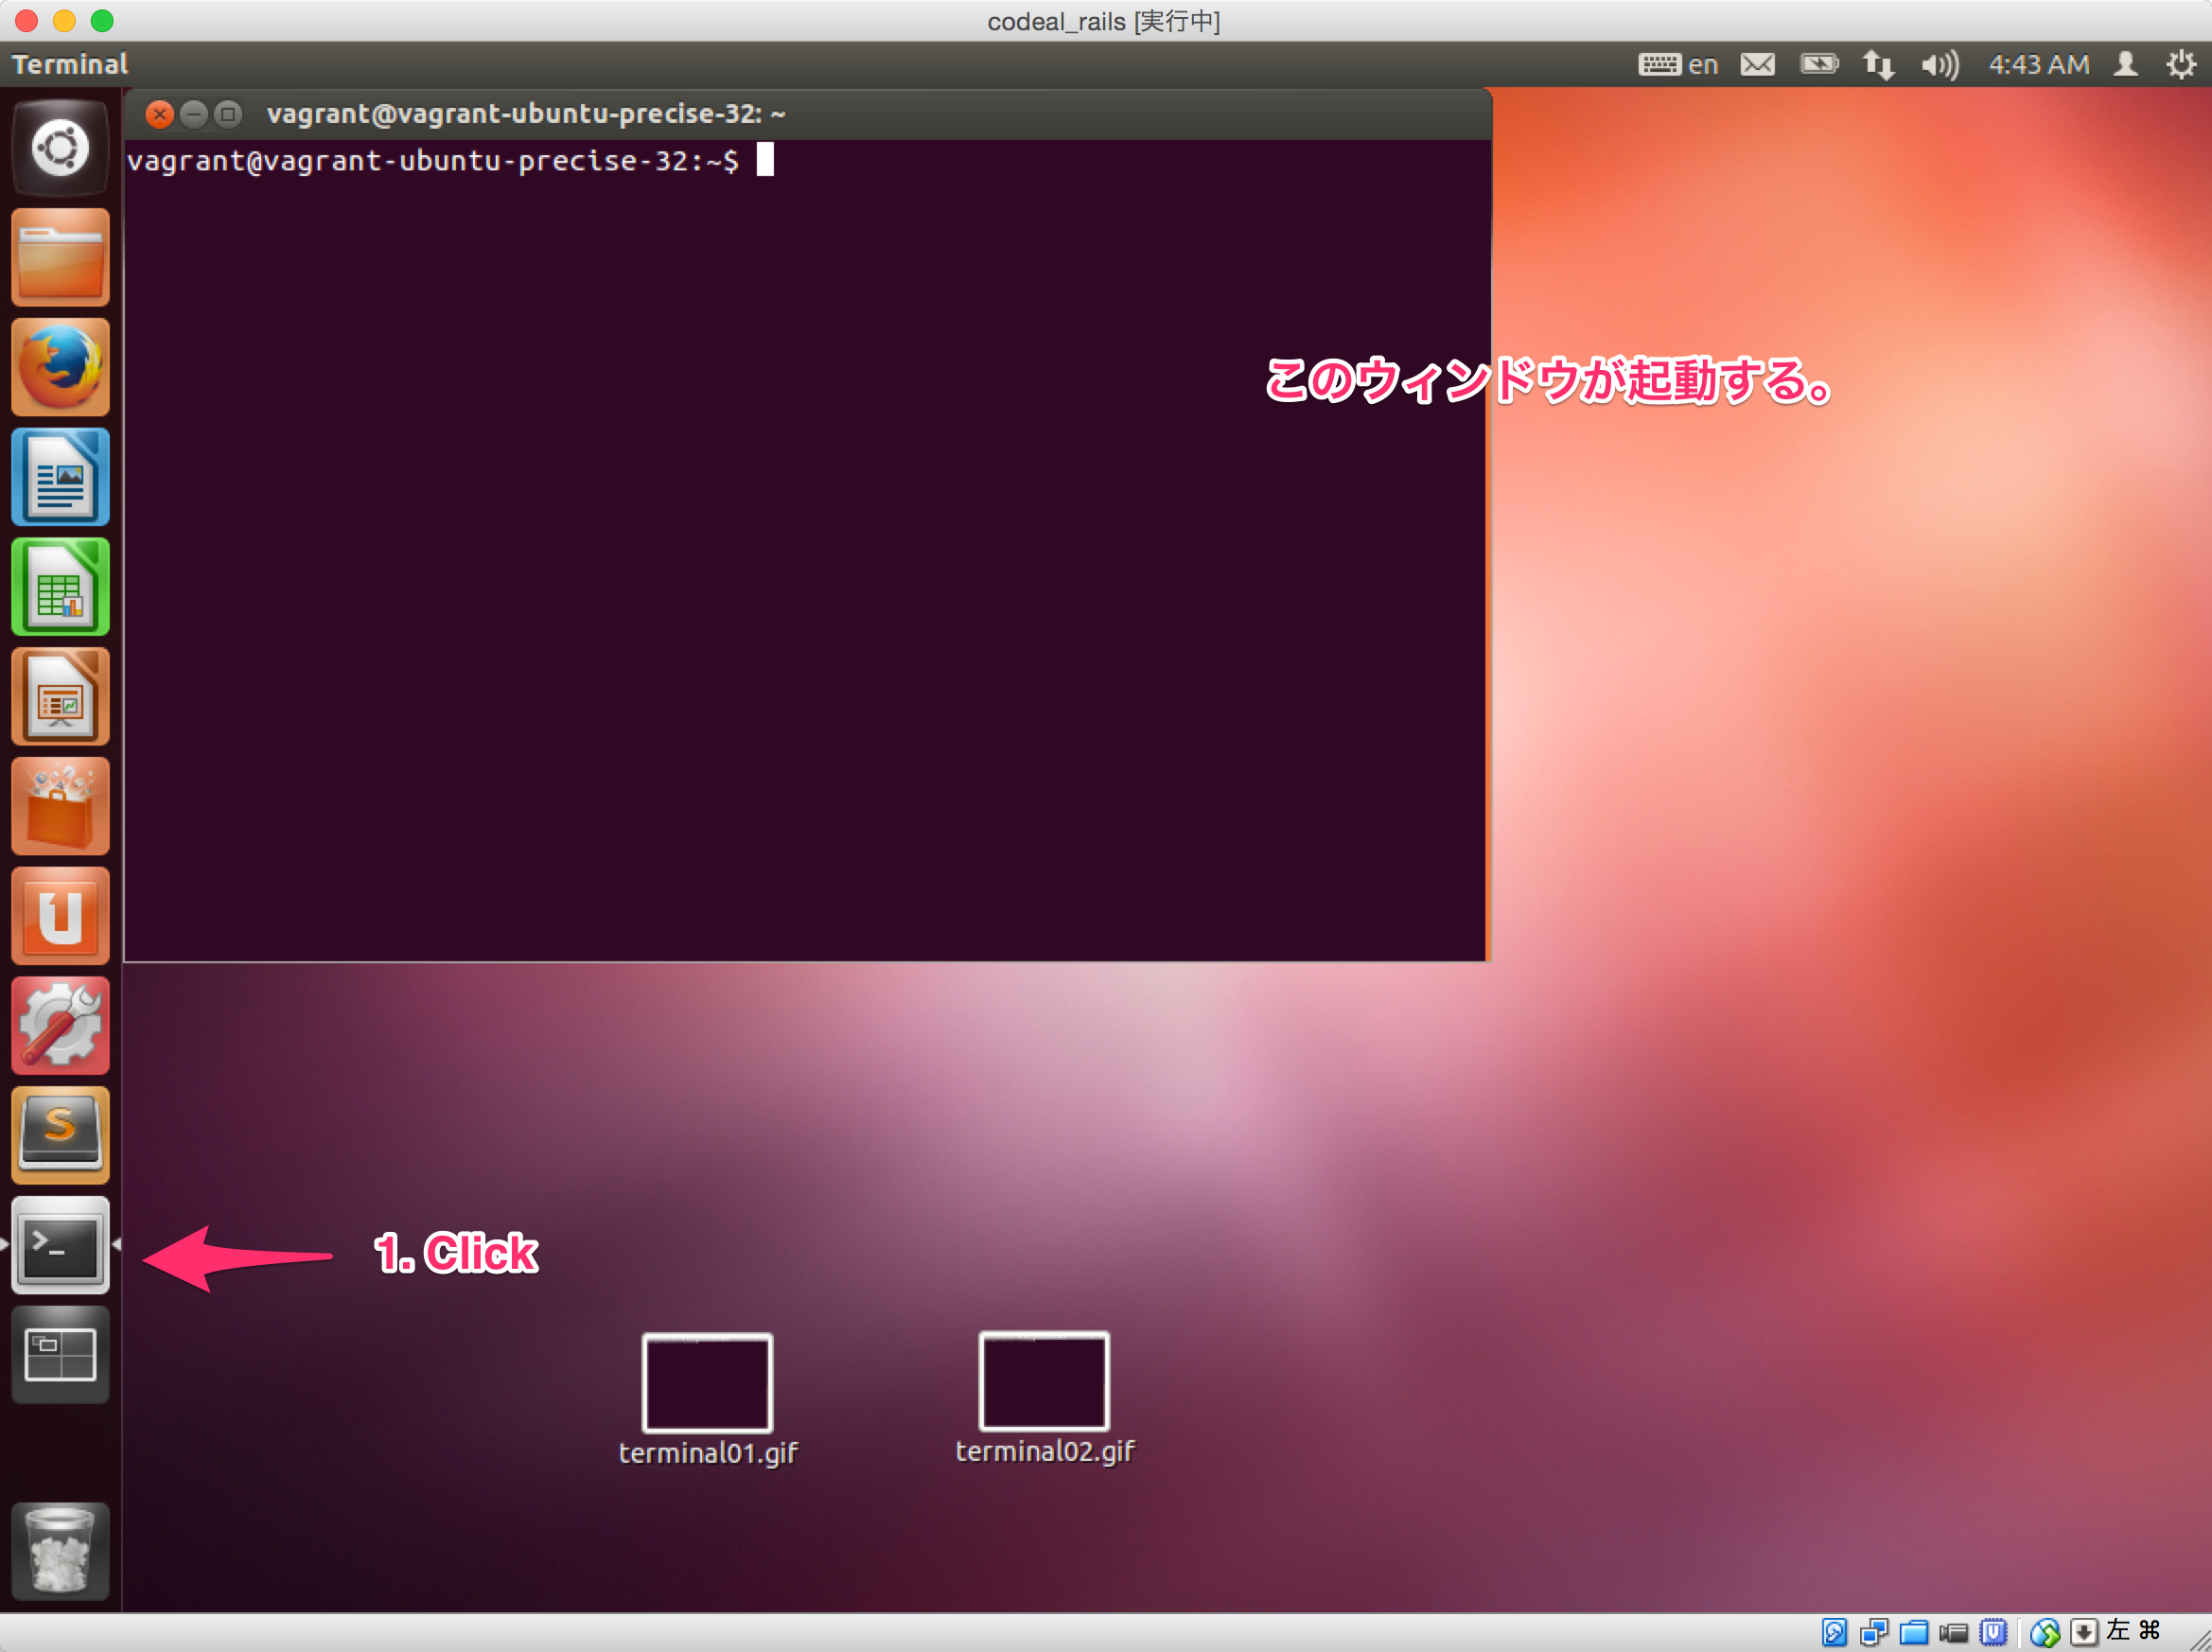 codeal_rails [実行中]
Terminal
en
4:43 AM
vagrant@vagrant-ubuntu-precise-32: ~
vagrant@vagrant-ubuntu-precise-32:~$
このウィンドウが起動する。
1. Click
terminal01.gif
terminal02.gif
左 ⌘